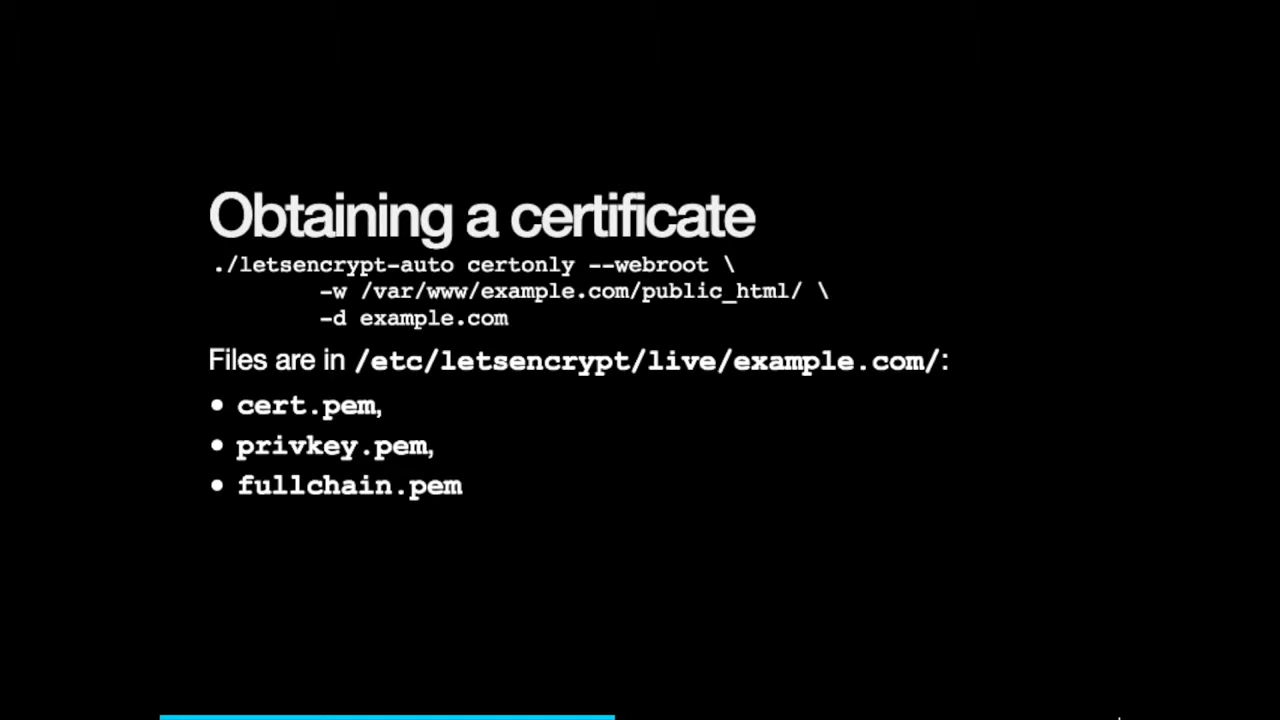 Obtaining a certificate
./letsencrypt-auto certonly --webroot \
-w /var/www/example.com/public_html/ \
-d example.com
Files are in /etc/letsencrypt/live/example.com/:
• cert.pem,
• privkey.pem,
• fullchain.pem